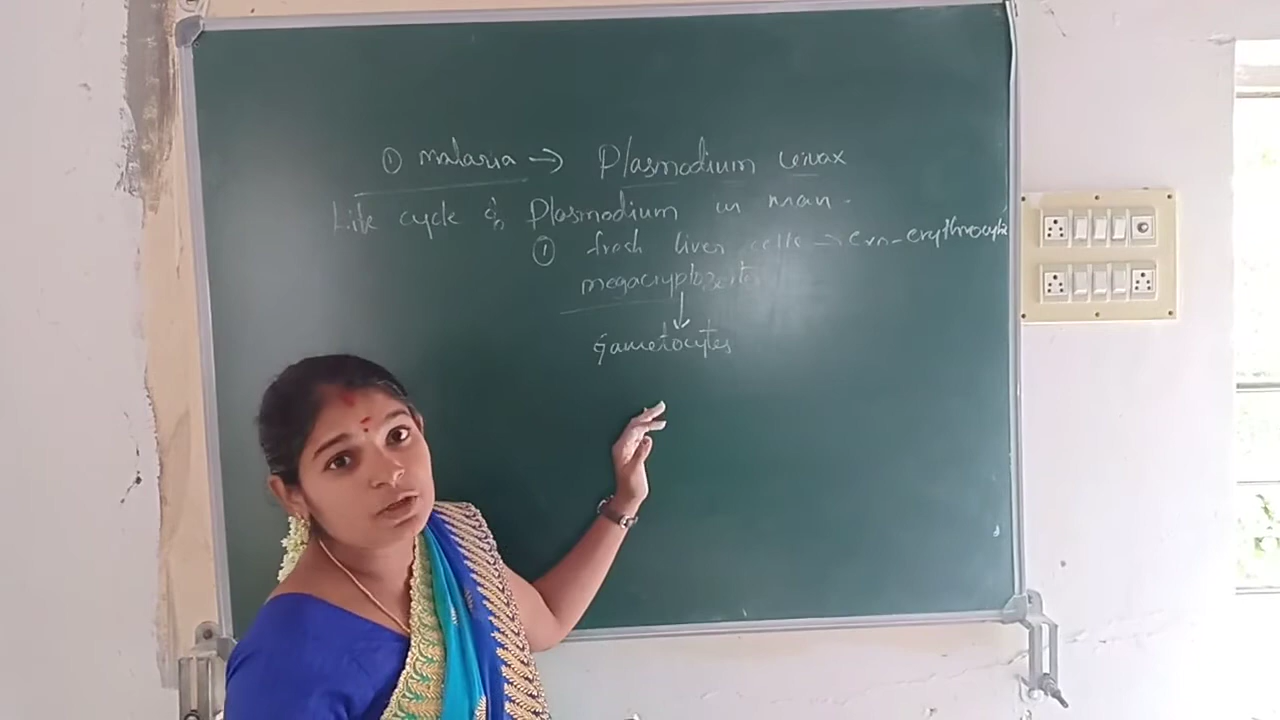 ① malaria → Plasmodium vivax
Life cycle of Plasmodium in man.
① fresh liver cells → exo-erythrocytic
megacryptozoites
↓
Gametocytes